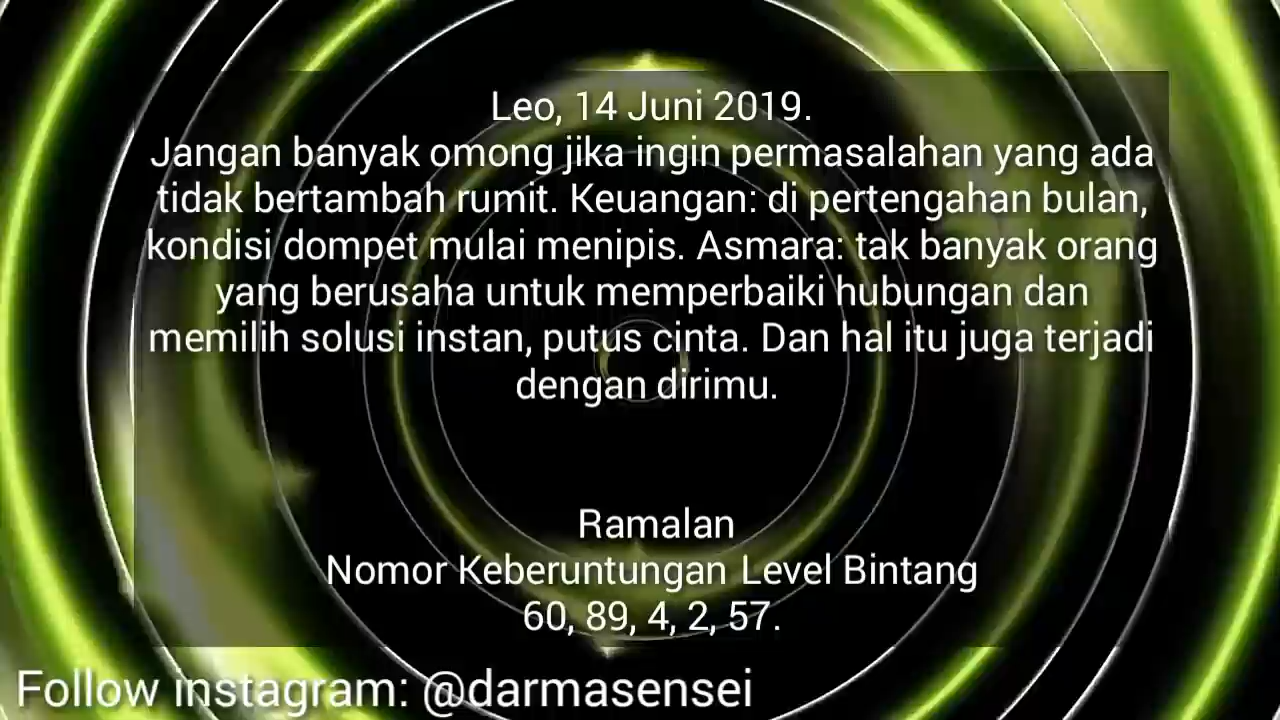 Leo, 14 Juni 2019.
Jangan banyak omong jika ingin permasalahan yang ada
tidak bertambah rumit. Keuangan: di pertengahan bulan,
kondisi dompet mulai menipis. Asmara: tak banyak orang
yang berusaha untuk memperbaiki hubungan dan
memilih solusi instan, putus cinta. Dan hal itu juga terjadi
dengan dirimu.
Ramalan
Nomor Keberuntungan Level Bintang
60, 89, 4, 2, 57.
Follow instagram: @darmasensei